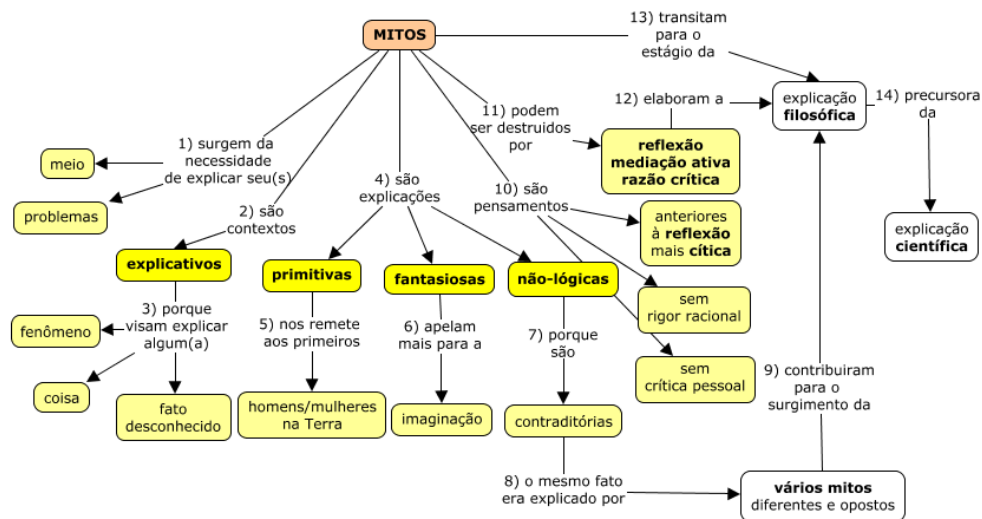 MITOS
13) transitam
para o
estágio da
explicação
filosófica
14) precursora
da
explicação
científica
12) elaboram a
11) podem
ser destruidos
por
reflexão
mediação ativa
razão crítica
1) surgem da
necessidade
de explicar seu(s)
meio
problemas
2) são
contextos
explicativos
3) porque
visam explicar
algum(a)
fenômeno
coisa
fato
desconhecido
4) são
explicações
primitivas
fantasiosas
não-lógicas
5) nos remete
aos primeiros
homens/mulheres
na Terra
6) apelam
mais para a
imaginação
7) porque
são
contraditórias
8) o mesmo fato
era explicado por
vários mitos
diferentes e opostos
9) contribuiram
para o
surgimento da
10) são
pensamentos
anteriores
à reflexão
mais cítica
sem
rigor racional
sem
crítica pessoal